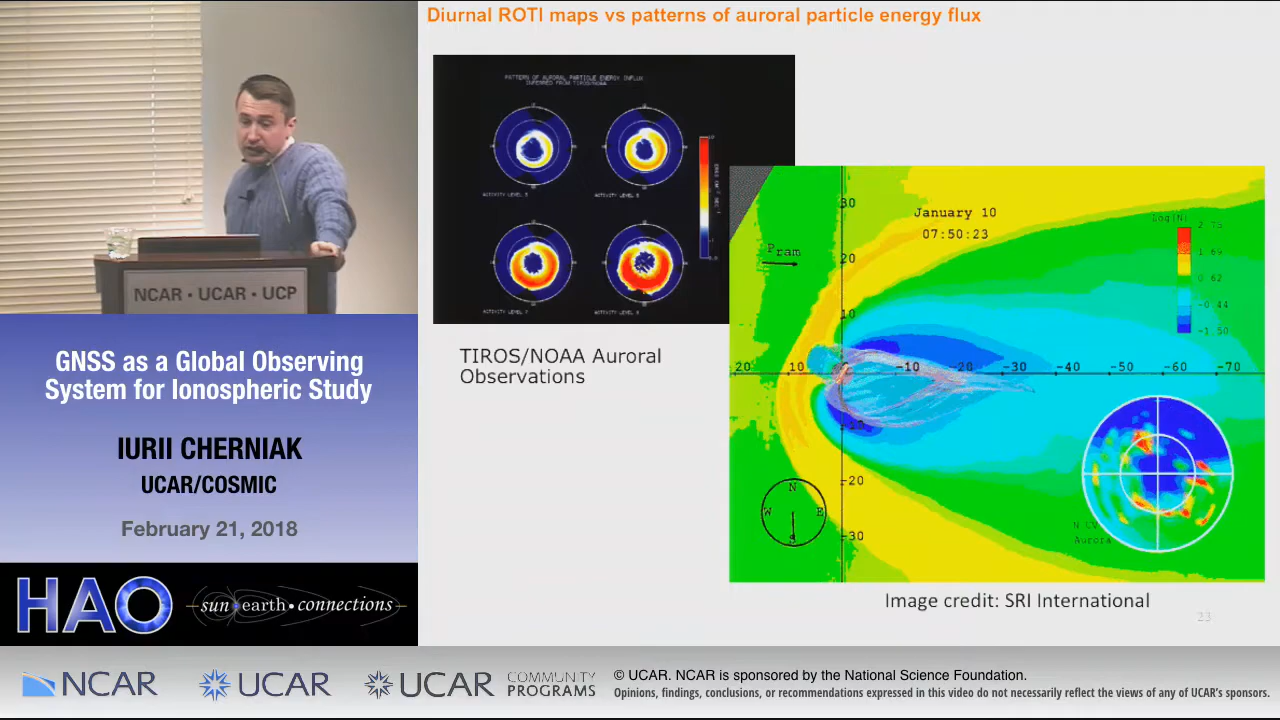 Diurnal ROTI maps vs patterns of auroral particle energy flux
PATTERN OF AURORAL PARTICLE ENERGY INFLUX
INFERRED FROM TIROS/NOAA
ACTIVITY LEVEL
ACTIVITY LEVEL
ACTIVITY LEVEL
ACTIVITY LEVEL
TIROS/NOAA Auroral
Observations
January 10
07:50:23
Pram
Log(N)
2 75
1 69
0 62
-0 44
-1 50
30
20
10
20
10
-10
-20
-30
-40
-50
-60
-70
-10
-20
-30
N
W
E
S
N UV
Aurora
Image credit: SRI International
23
NCAR • UCAR • UCP
GNSS as a Global Observing
System for Ionospheric Study
IURII CHERNIAK
UCAR/COSMIC
February 21, 2018
HAO
sun • earth • connections
NCAR
UCAR
UCAR
COMMUNITY
PROGRAMS
© UCAR. NCAR is sponsored by the National Science Foundation.
Opinions, findings, conclusions, or recommendations expressed in this video do not necessarily reflect the views of any of UCAR's sponsors.